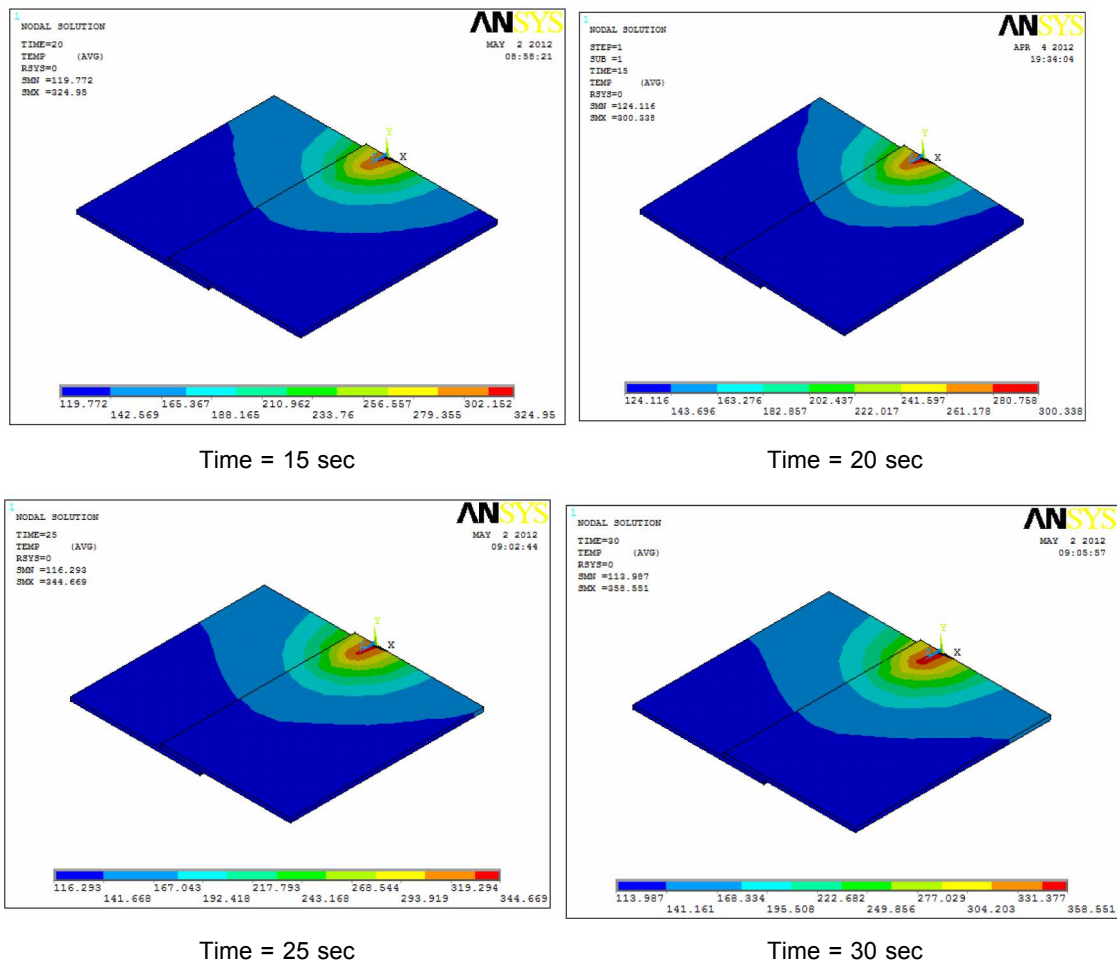 1
NODAL SOLUTION
TIME=20
TEMP (AVG)
RSYS=0
SMN =119.772
SMX =324.95
ANSYS
MAY 2 2012
08:58:21
Y
X
119.772 165.367 210.962 256.557 302.152
142.569 188.165 233.76 279.355 324.95
Time = 15 sec
1
NODAL SOLUTION
STEP=1
SUB =1
TIME=15
TEMP (AVG)
RSYS=0
SMN =124.116
SMX =300.338
ANSYS
APR 4 2012
19:34:04
Y
X
124.116 163.276 202.437 241.597 280.758
143.696 182.857 222.017 261.178 300.338
Time = 20 sec
1
NODAL SOLUTION
TIME=25
TEMP (AVG)
RSYS=0
SMN =116.293
SMX =344.669
ANSYS
MAY 2 2012
09:02:44
Y
X
116.293 167.043 217.793 268.544 319.294
141.668 192.418 243.168 293.919 344.669
Time = 25 sec
1
NODAL SOLUTION
TIME=30
TEMP (AVG)
RSYS=0
SMN =113.987
SMX =358.551
ANSYS
MAY 2 2012
09:05:57
Y
X
113.987 168.334 222.682 277.029 331.377
141.161 195.508 249.856 304.203 358.551
Time = 30 sec